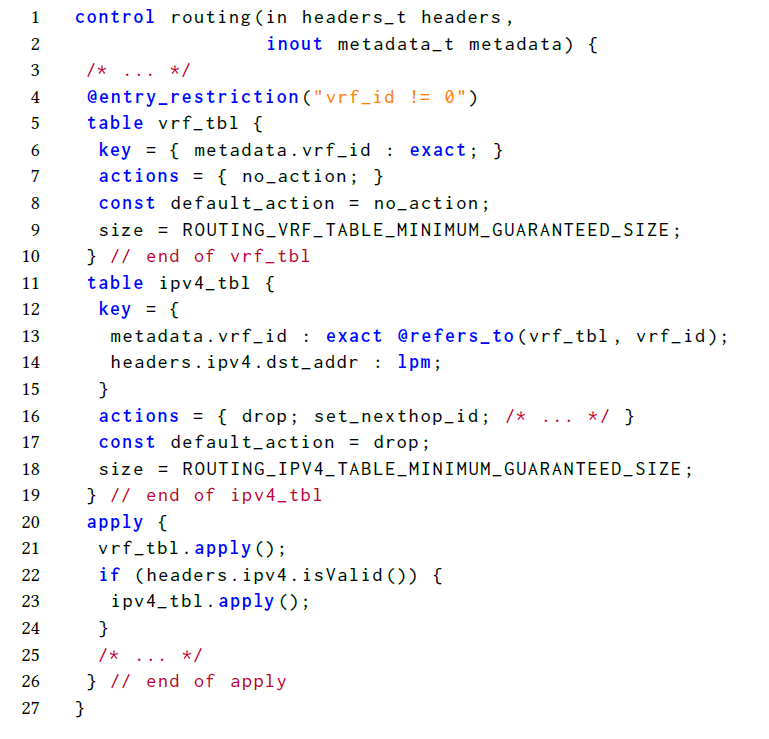 1 control routing(in headers_t headers,
2 inout metadata_t metadata) {
3 /* ... */
4 @entry_restriction("vrf_id != 0")
5 table vrf_tbl {
6 key = { metadata.vrf_id : exact; }
7 actions = { no_action; }
8 const default_action = no_action;
9 size = ROUTING_VRF_TABLE_MINIMUM_GUARANTEED_SIZE;
10 } // end of vrf_tbl
11 table ipv4_tbl {
12 key = {
13 metadata.vrf_id : exact @refers_to(vrf_tbl, vrf_id);
14 headers.ipv4.dst_addr : lpm;
15 }
16 actions = { drop; set_nexthop_id; /* ... */ }
17 const default_action = drop;
18 size = ROUTING_IPV4_TABLE_MINIMUM_GUARANTEED_SIZE;
19 } // end of ipv4_tbl
20 apply {
21 vrf_tbl.apply();
22 if (headers.ipv4.isValid()) {
23 ipv4_tbl.apply();
24 }
25 /* ... */
26 } // end of apply
27 }